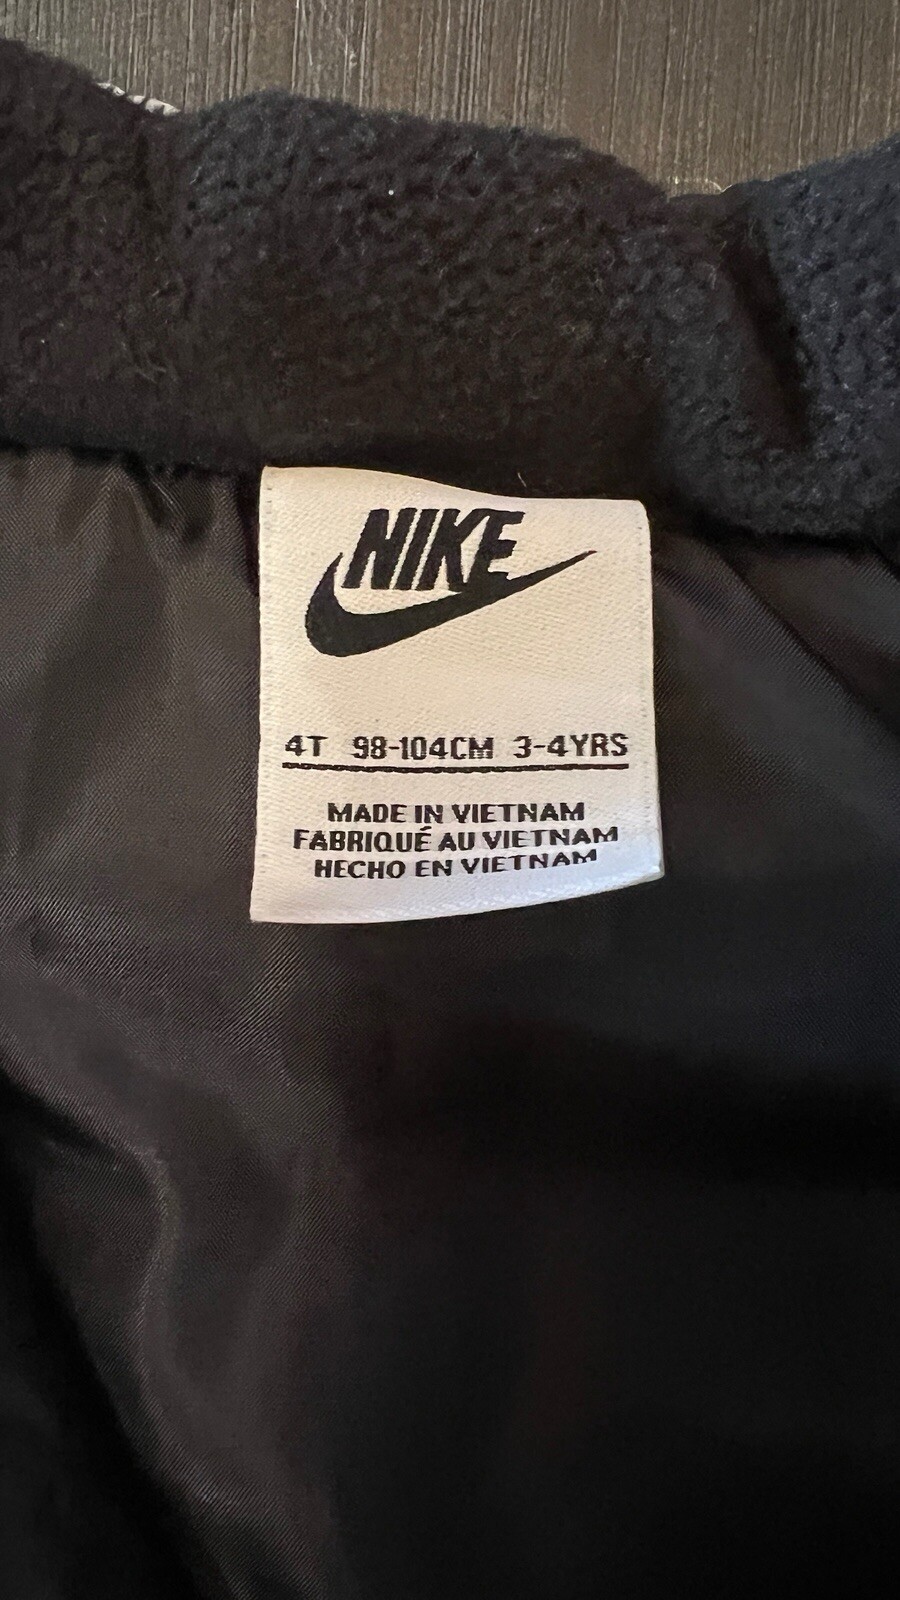 NIKE
4T 98-104CM 3-4YRS
MADE IN VIETNAM
FABRIQUÉ AU VIETNAM
HECHO EN VIETNAM